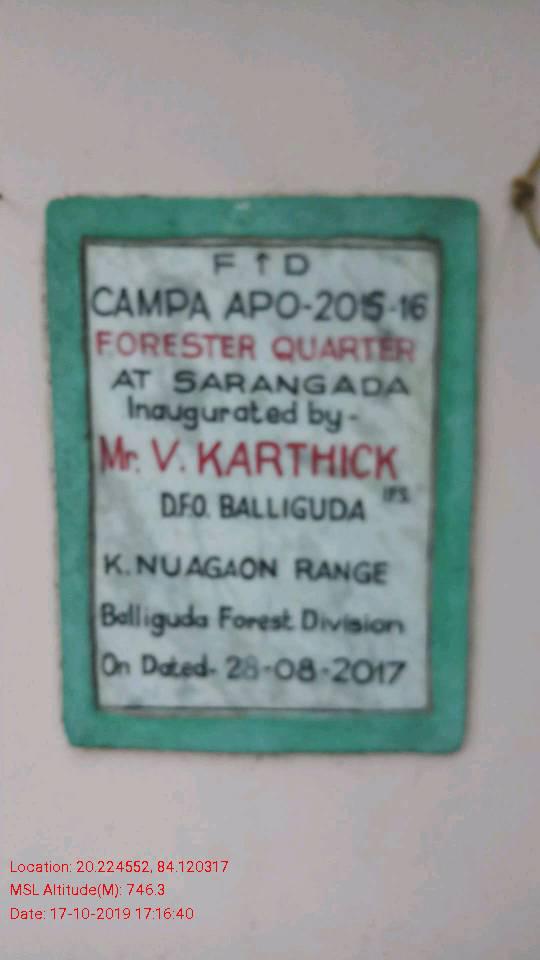 F↑D
CAMPA APO-2015-16
FORESTER QUARTER
AT SARANGADA
Inaugurated by-
Mr. V. KARTHICK
IFS.
D.F.O. BALLIGUDA
K.NUAGAON RANGE
Balliguda Forest Division
On Dated- 28-08-2017
Location: 20.224552, 84.120317
MSL Altitude(M): 746.3
Date: 17-10-2019 17:16:40